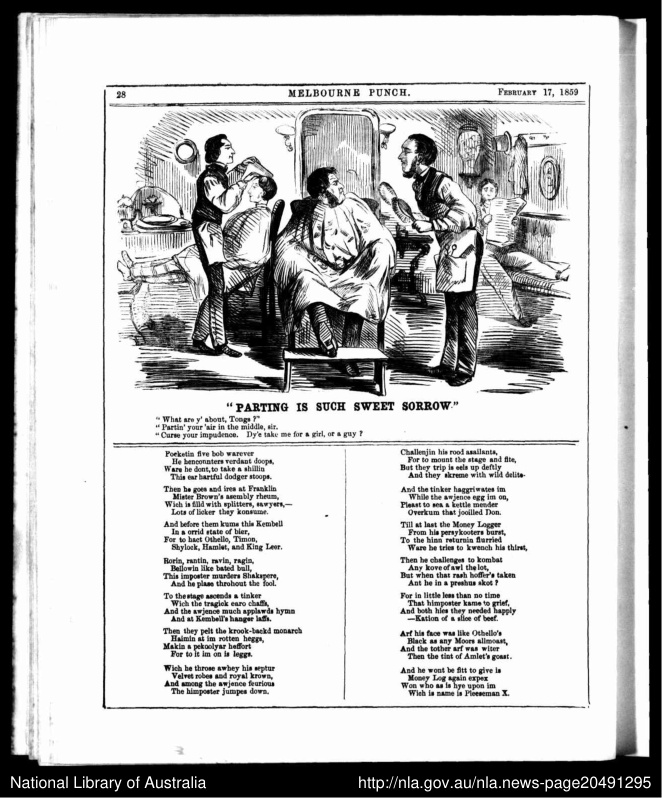 28
MELBOURNE PUNCH.
FEBRUARY 17, 1859
"PARTING IS SUCH SWEET SORROW."
" What are y' about, Tongs ?"
" Partin' your 'air in the middle, sir.
" Curse your impudence. Dy'e take me for a girl, or a guy ?
Pocketin five bob warever
He henconnters verdant doops,
Ware he dont, to take a shillin
This ear hartful dodger stoops.
Then he goes and ires at Franklin
Mister Brown's asembly rheum,
Wich is filld with splitters, sawyers,—
Lots of licker they konsume.
And before them kums this Kembell
In a orrid state of bier,
For to hact Othello, Timon,
Shylock, Hamlet, and King Leer.
Rorin, rantin, ravin, ragin,
Bellowin like bated bull,
This imposter murders Shakspere,
And he plase throhout the fool.
To the stage ascends a tinker
Wich the tragick earo chaffs,
And the awjence much applawds hymn
And at Kembell's hanger laffs.
Then they pelt the krook-backd monarch
Haimin at im rotten heggs,
Makin a pekoolyar heffort
For to it im on is leggs.
Wich he throse awhey his septur
Velvet robes and royal krown,
And among the awjence feurious
The himposter jumpes down.
Challenjin his rood asailants,
For to mount the stage and fite,
But they trip is eels up deftly
And they skreme with wild delite-
And the tinker haggriwates im
While the awjence egg im on,
Pleast to sea a kettle mender
Overkum that jooilled Don.
Till at last the Money Logger
From his persykooters burst,
To the hinn returnin flurried
Ware he tries to kwench his thirst,
Then he challenges to kombat
Any kove of awl the lot,
But when that rash hoffer's taken
Ant be in a preshus skot ?
For in little less than no time
That himposter kame to grief,
And both hies they needed happly
—Kation of a slice of beef.
Arf his face was like Othello's
Black as any Moors allmoast,
And the tother arf was witer
Then the tint of Amlet's goast.
And he wont be fitt to give is
Money Log again expex
Won who as is hye upon im
Wich is name is Pleeseman X.
National Library of Australia
http://nla.gov.au/nla.news-page20491295